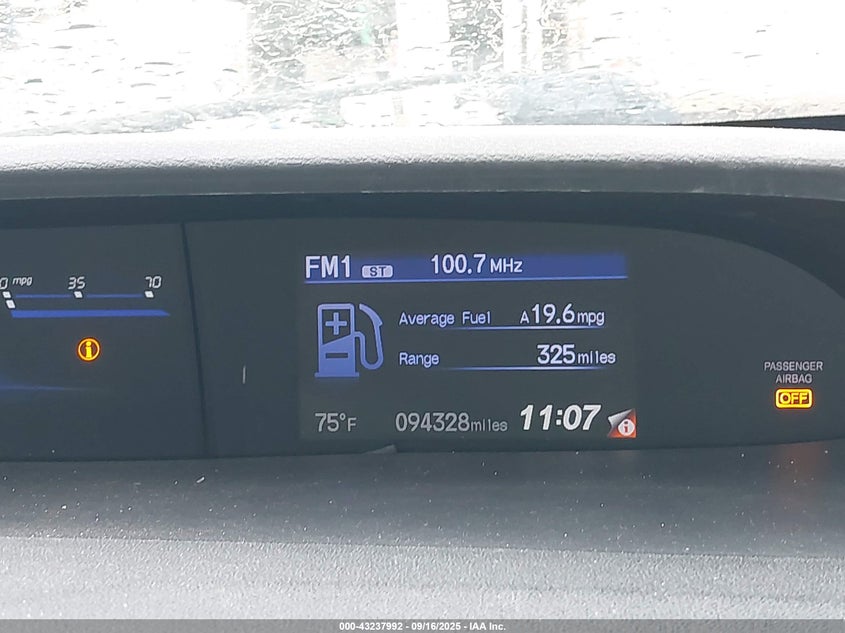 FM1 ST 100.7 MHz
0 mpg 35 70
Average Fuel A 19.6 mpg
Range 325 miles
PASSENGER
AIRBAG
OFF
75°F 094328 miles 11:07
000-43237992 - 09/16/2025 - IAA Inc.